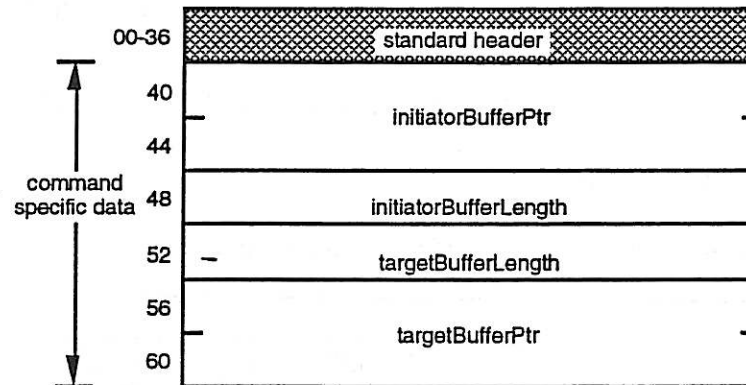 00-36 standard header
40
initiatorBufferPtr
44
command
specific data
48 initiatorBufferLength
52 targetBufferLength
56
targetBufferPtr
60